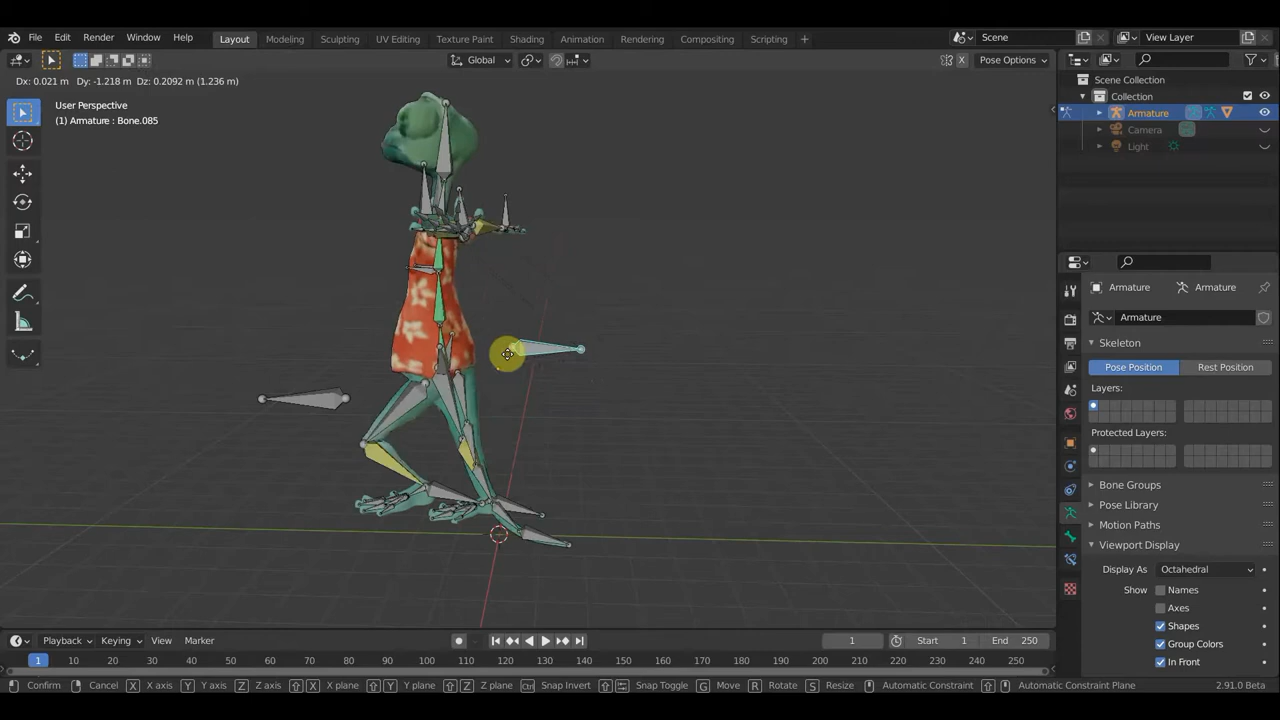 File Edit Render Window Help Layout Modeling Sculpting UV Editing Texture Paint Shading Animation Rendering Compositing Scripting + Scene View Layer
Global X Pose Options
Dx: 0.021 m Dy: -1.218 m Dz: 0.2092 m (1.236 m)
User Perspective
(1) Armature : Bone.085
Scene Collection
Collection
Armature
Camera
Light
Armature Armature
Armature
Skeleton
Pose Position Rest Position
Layers:
Protected Layers:
Bone Groups
Pose Library
Motion Paths
Viewport Display
Display As Octahedral
Show Names
Axes
Shapes
Group Colors
In Front
Playback Keying View Marker 1 Start 1 End 250
1 10 20 30 40 50 60 70 80 90 100 110 120 130 140 150 160 170 180 190 200 210 220 230 240 250
Confirm Cancel X X axis Y Y axis Z Z axis X X plane Y Y plane Z Z plane Ctrl Snap Invert Snap Toggle G Move R Rotate S Resize Automatic Constraint Automatic Constraint Plane 2.91.0 Beta